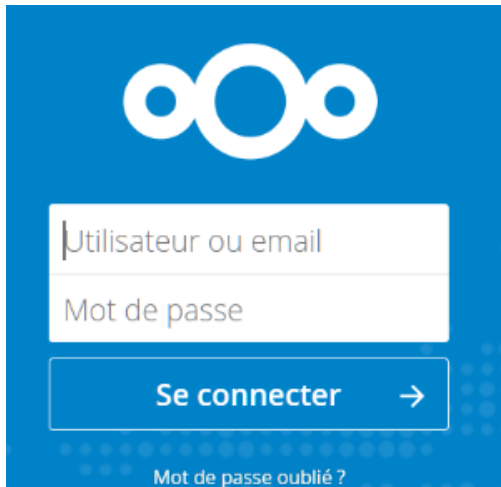 Utilisateur ou email
Mot de passe
Se connecter →
Mot de passe oublié ?